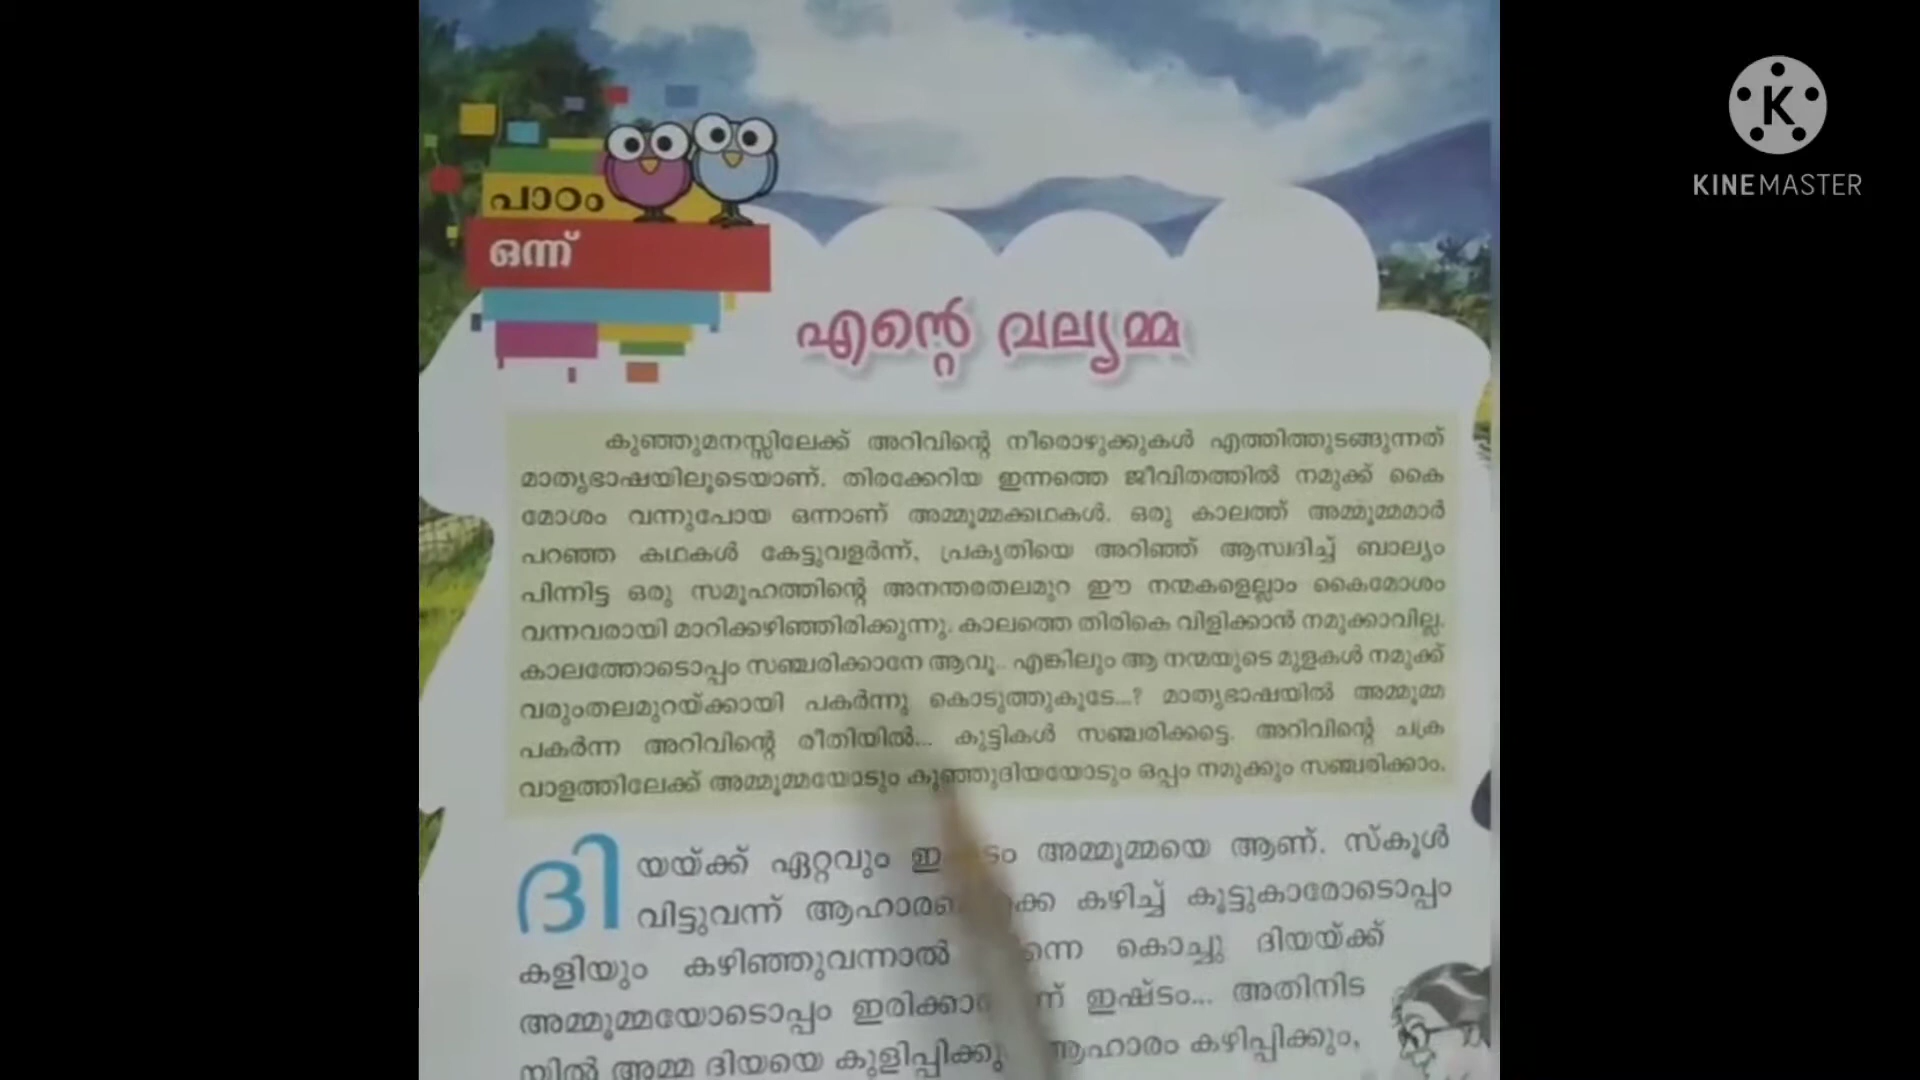 KINEMASTER
പാഠം
ഒന്ന്
എന്റെ വല്യമ്മ
കുഞ്ഞുമനസ്സിലേക്ക് അറിവിന്റെ നീരൊഴുക്കുകൾ എത്തിത്തുടങ്ങുന്നത്
മാതൃഭാഷയിലൂടെയാണ്. തിരക്കേറിയ ഇന്നത്തെ ജീവിതത്തിൽ നമുക്ക് കൈ
മോശം വന്നുപോയ ഒന്നാണ് അമ്മൂമ്മക്കഥകൾ. ഒരു കാലത്ത് അമ്മൂമ്മമാർ
പറഞ്ഞ കഥകൾ കേട്ടുവളർന്ന്, പ്രകൃതിയെ അറിഞ്ഞ് ആസ്വദിച്ച് ബാല്യം
പിന്നിട്ട ഒരു സമൂഹത്തിന്റെ അനന്തരതലമുറ ഈ നന്മകളെല്ലാം കൈമോശം
വന്നവരായി മാറിക്കഴിഞ്ഞിരിക്കുന്നു. കാലത്തെ തിരികെ വിളിക്കാൻ നമുക്കാവില്ല.
കാലത്തോടൊപ്പം സഞ്ചരിക്കാനേ ആവൂ.. എങ്കിലും ആ നന്മയുടെ മുളകൾ നമുക്ക്
വരുംതലമുറയ്ക്കായി പകർന്നു കൊടുത്തുകൂടേ...? മാതൃഭാഷയിൽ അമ്മൂമ്മ
പകർന്ന അറിവിന്റെ രീതിയിൽ... കുട്ടികൾ സഞ്ചരിക്കട്ടെ. അറിവിന്റെ ചക്ര
വാളത്തിലേക്ക് അമ്മൂമ്മയോടും കുഞ്ഞുദിയയോടും ഒപ്പം നമുക്കും സഞ്ചരിക്കാം.
ദിയയ്ക്ക് ഏറ്റവും അമ്മൂമ്മയെ ആണ്. സ്കൂൾ
വിട്ടുവന്ന് കഴിച്ച് കൂട്ടുകാരോടൊപ്പം
കളിയും കഴിഞ്ഞുവന്നാൽ കൊച്ചു ദിയയ്ക്ക്
അമ്മൂമ്മയോടൊപ്പം ഇഷ്ടം... അതിനിട
യിൽ അമ്മ ദിയയെ ആഹാരം കഴിപ്പിക്കും,